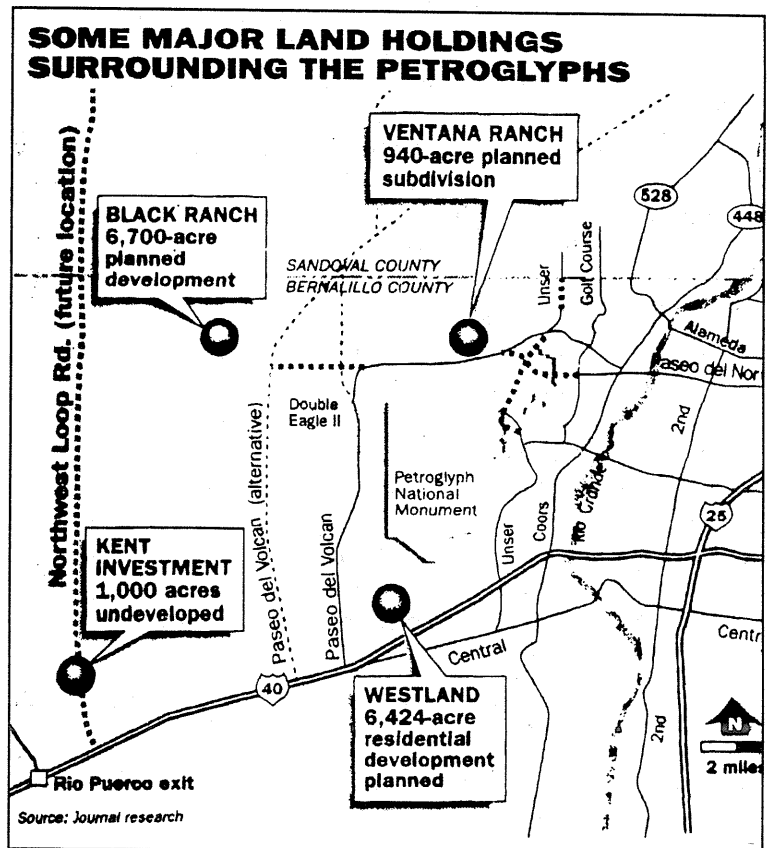 SOME MAJOR LAND HOLDINGS
SURROUNDING THE PETROGLYPHS
VENTANA RANCH
940-acre planned
subdivision
BLACK RANCH
6,700-acre
planned
development
SANDOVAL COUNTY
BERNALILLO COUNTY
Northwest Loop Rd. (future location)
528
448
Unser
Golf Course
Alameda
Paseo del Nor
Double
Eagle II
2nd
Paseo del Volcan (alternative)
Petroglyph
National
Monument
Rio Grande
25
KENT
INVESTMENT
1,000 acres
undeveloped
Paseo del Volcan
Unser
Coors
Central
Centr
40
WESTLAND
6,424-acre
residential
development
planned
2nd
N
2 miles
Rio Puerco exit
Source: Journal research